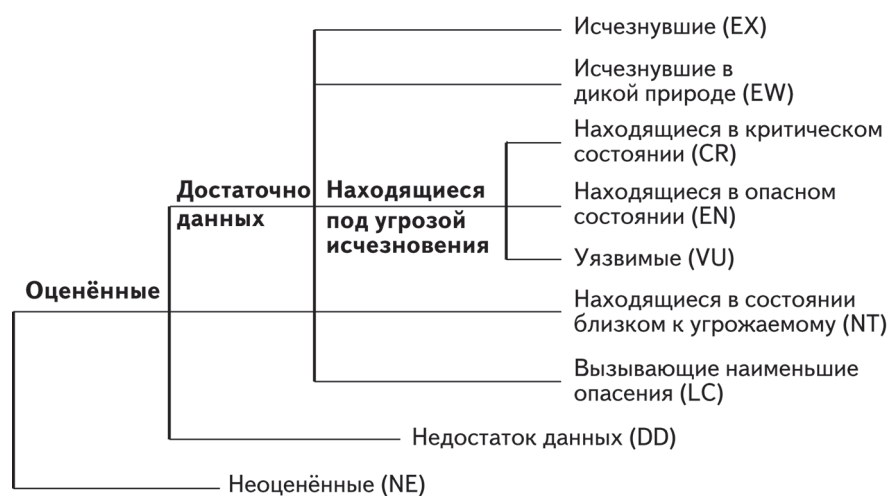 Исчезнувшие (EX)
Исчезнувшие в
дикой природе (EW)
Находящиеся в критическом
состоянии (CR)
Достаточно
данных
Находящиеся
под угрозой
исчезновения
Находящиеся в опасном
состоянии (EN)
Уязвимые (VU)
Оценённые
Находящиеся в состоянии
близком к угрожаемому (NT)
Вызывающие наименьшие
опасения (LC)
Недостаток данных (DD)
Неоценённые (NE)